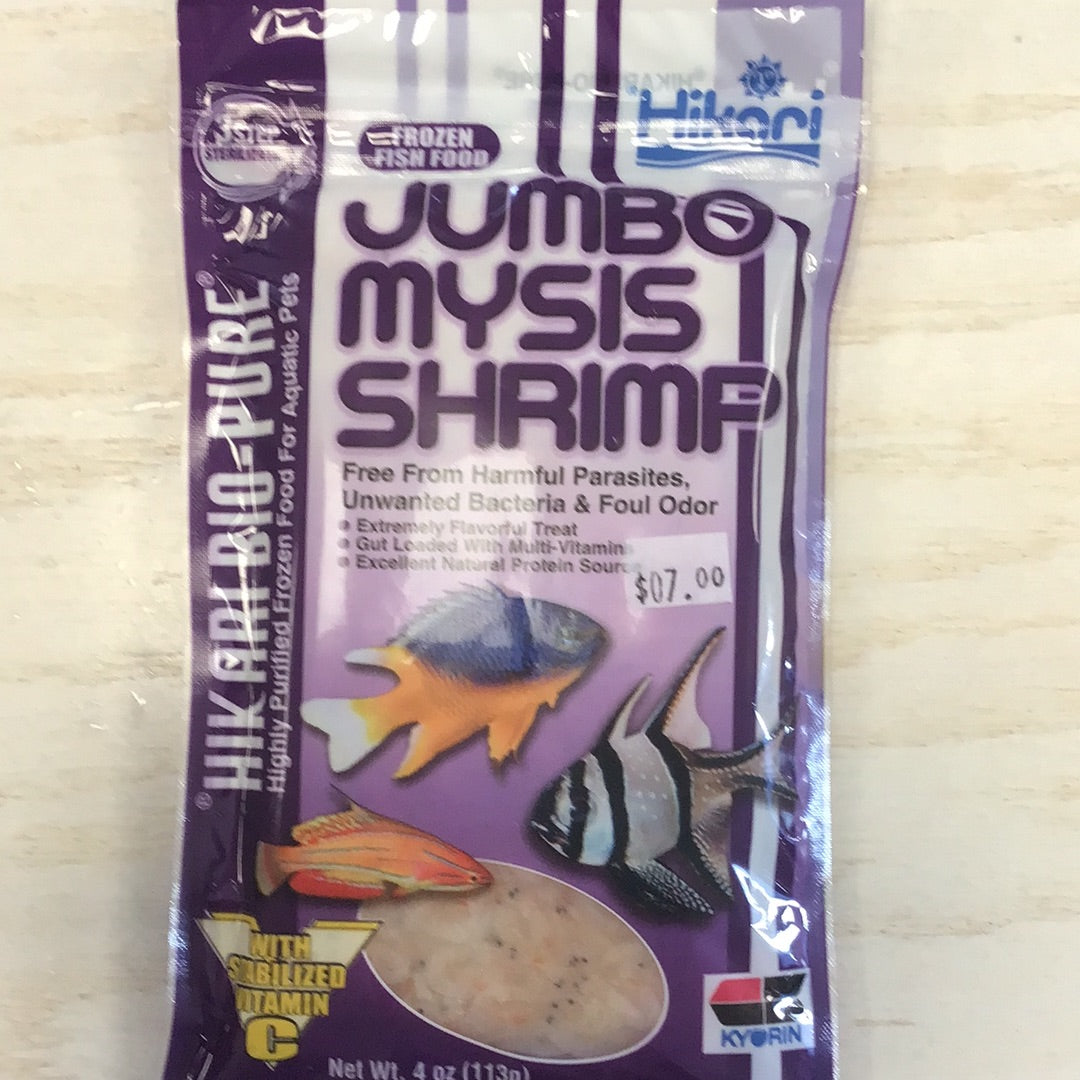 Hikari
3 STEP
FROZEN
FISH FOOD
JUMBO
MYSIS
SHRIMP
Free From Harmful Parasites,
Unwanted Bacteria & Foul Odor
• Extremely Flavorful Treat
• Gut Loaded With Multi-Vitamins
• Excellent Natural Protein Source
$07.00
®HIKARI BIO-PURE®
Highly Purified Frozen Food For Aquatic Pets
WITH
STABILIZED
VITAMIN
C
KYORIN
Net Wt. 4 oz (113g)